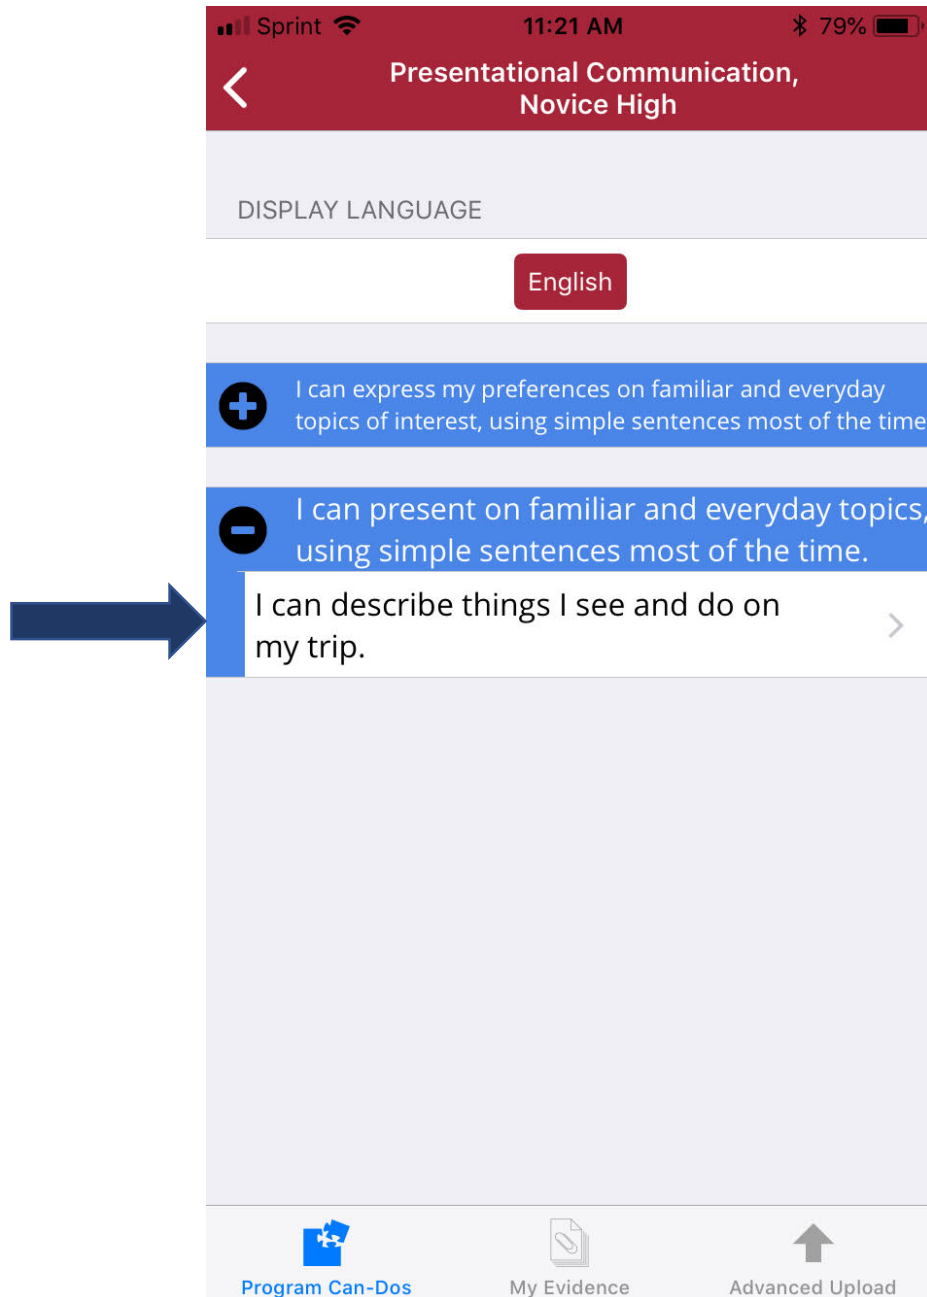 Sprint 11:21 AM 79%
Presentational Communication,
Novice High
DISPLAY LANGUAGE
English
I can express my preferences on familiar and everyday
topics of interest, using simple sentences most of the time
I can present on familiar and everyday topics,
using simple sentences most of the time.
I can describe things I see and do on
my trip.
Program Can-Dos My Evidence Advanced Upload